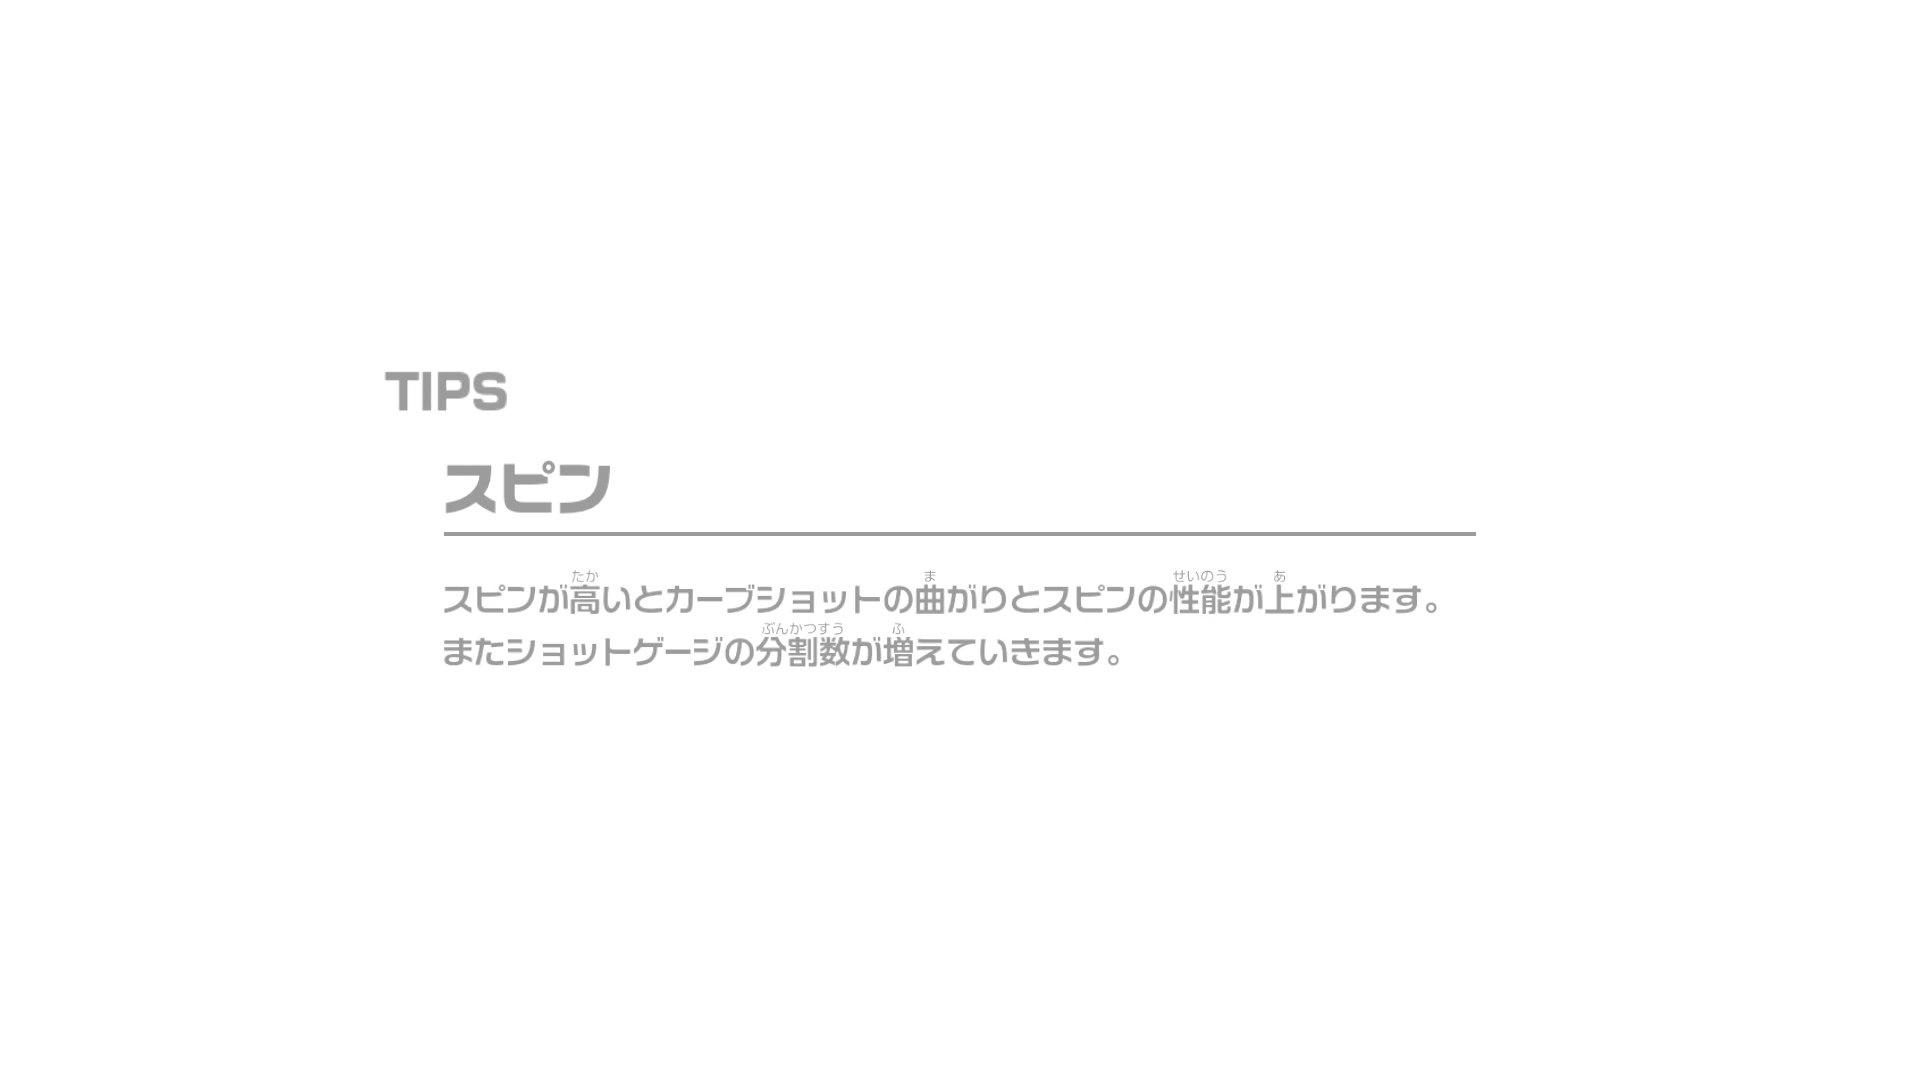 TIPS
スピン
スピンが高いとカーブショットの曲がりとスピンの性能が上がります。
またショットゲージの分割数が増えていきます。